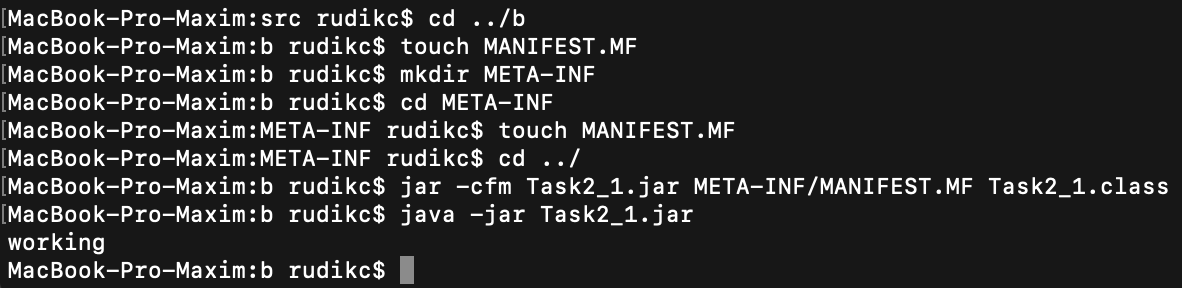 [MacBook-Pro-Maxim:src rudikc$ cd ../b
[MacBook-Pro-Maxim:b rudikc$ touch MANIFEST.MF
[MacBook-Pro-Maxim:b rudikc$ mkdir META-INF
[MacBook-Pro-Maxim:b rudikc$ cd META-INF
[MacBook-Pro-Maxim:META-INF rudikc$ touch MANIFEST.MF
[MacBook-Pro-Maxim:META-INF rudikc$ cd ../
[MacBook-Pro-Maxim:b rudikc$ jar -cfm Task2_1.jar META-INF/MANIFEST.MF Task2_1.class
[MacBook-Pro-Maxim:b rudikc$ java -jar Task2_1.jar
working
MacBook-Pro-Maxim:b rudikc$